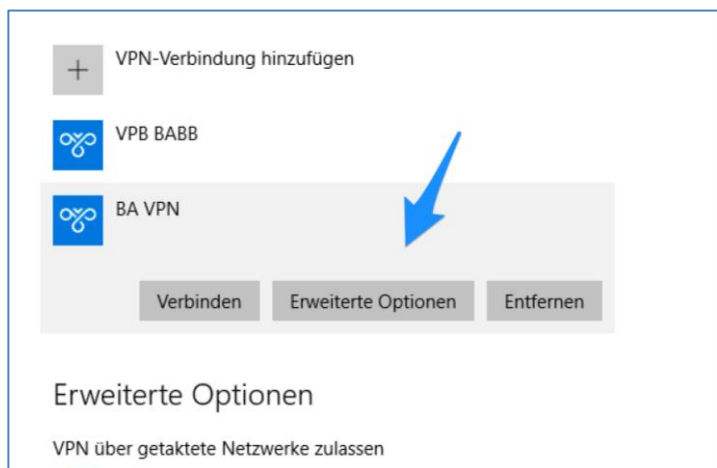 VPN-Verbindung hinzufügen
VPB BABB
BA VPN
Verbinden Erweiterte Optionen Entfernen
Erweiterte Optionen
VPN über getaktete Netzwerke zulassen